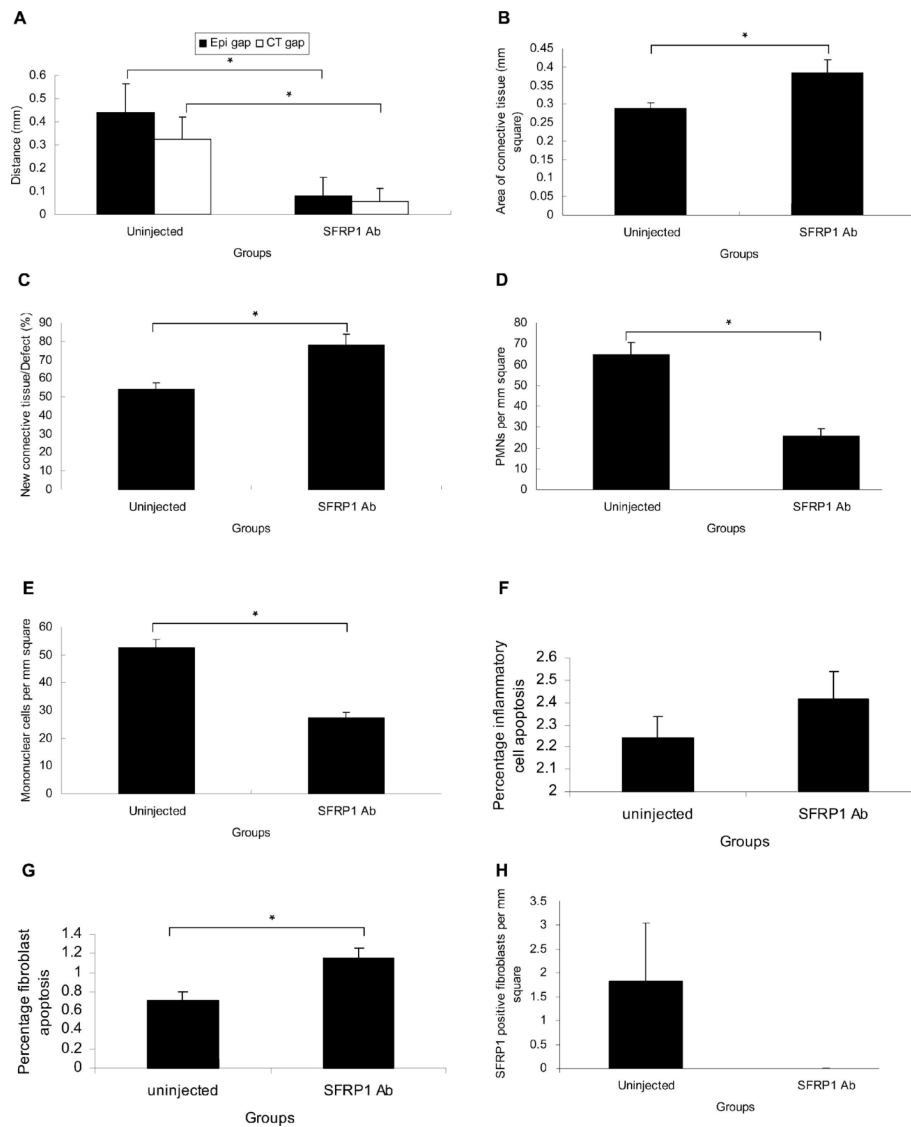 A
Epi gap CT gap
*
*
0.6
0.5
0.4
0.3
0.2
0.1
0
Distance (mm)
Uninjected SFRP1 Ab
Groups
B
*
0.45
0.4
0.35
0.3
0.25
0.2
0.15
0.1
0.05
0
Area of connective tissue (mm
square)
Uninjected SFRP1 Ab
Groups
C
*
90
80
70
60
50
40
30
20
10
0
New connective tissue/Defect (%)
Uninjected SFRP1 Ab
Groups
D
*
80
70
60
50
40
30
20
10
0
PMNs per mm square
Uninjected SFRP1 Ab
Groups
E
*
60
50
40
30
20
10
0
Mononuclear cells per mm square
Uninjected SFRP1 Ab
Groups
F
2.6
2.5
2.4
2.3
2.2
2.1
2
Percentage inflammatory
cell apoptosis
uninjected SFRP1 Ab
Groups
G
*
1.4
1.2
1
0.8
0.6
0.4
0.2
0
Percentage fibroblast
apoptosis
uninjected SFRP1 Ab
Groups
H
3.5
3
2.5
2
1.5
1
0.5
0
SFRP1 positive fibroblasts per mm
square
Uninjected SFRP1 Ab
Groups